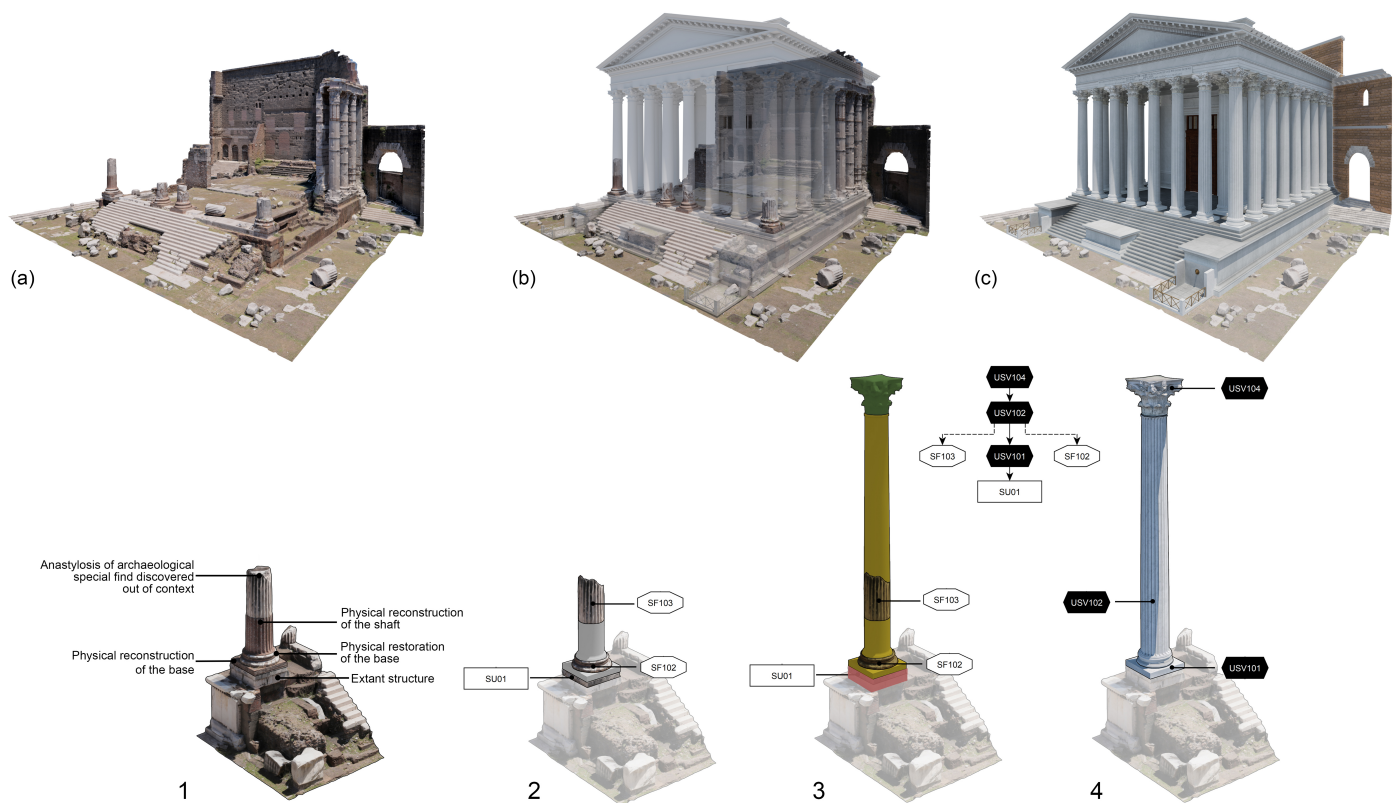 (a)
(b)
(c)
USV104
USV102
SF103
USV101
SF102
SU01
USV104
Anastylosis of archaeological
special find discovered
out of context
Physical reconstruction
of the shaft
Physical reconstruction
of the base
Physical restoration
of the base
Extant structure
1
SF103
SF102
SU01
2
SF103
SF102
SU01
3
USV102
USV101
4